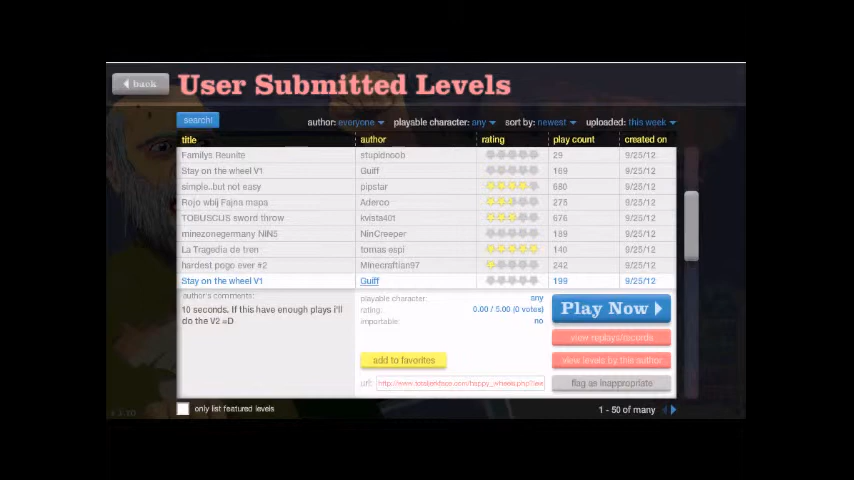 back
User Submitted Levels
search!
author: everyone playable character: any sort by: newest uploaded: this week
title author rating play count created on
Familys Reunite stupidnoob 29 9/25/12
Stay on the wheel V1 Guiff 189 9/25/12
simple..but not easy pipstar 680 9/25/12
Rojo wbij Fajna mapa Aderoo 275 9/25/12
TOBUSCUS sword throw kvista401 676 9/25/12
minezonegermany NIN5 NinCreeper 189 9/25/12
La Tragedia de tren tomas espi 140 9/25/12
hardest pogo ever #2 Minecraftian97 242 9/25/12
Stay on the wheel V1 Guiff 199 9/25/12
author's comments:
10 seconds. If this have enough plays i'll
do the V2 =D
playable character: any
rating: 0.00 / 5.00 (0 votes)
importable: no
add to favorites
url:
Play Now
view replays/records
view levels by this author
flag as inappropriate
only list featured levels
1 - 50 of many